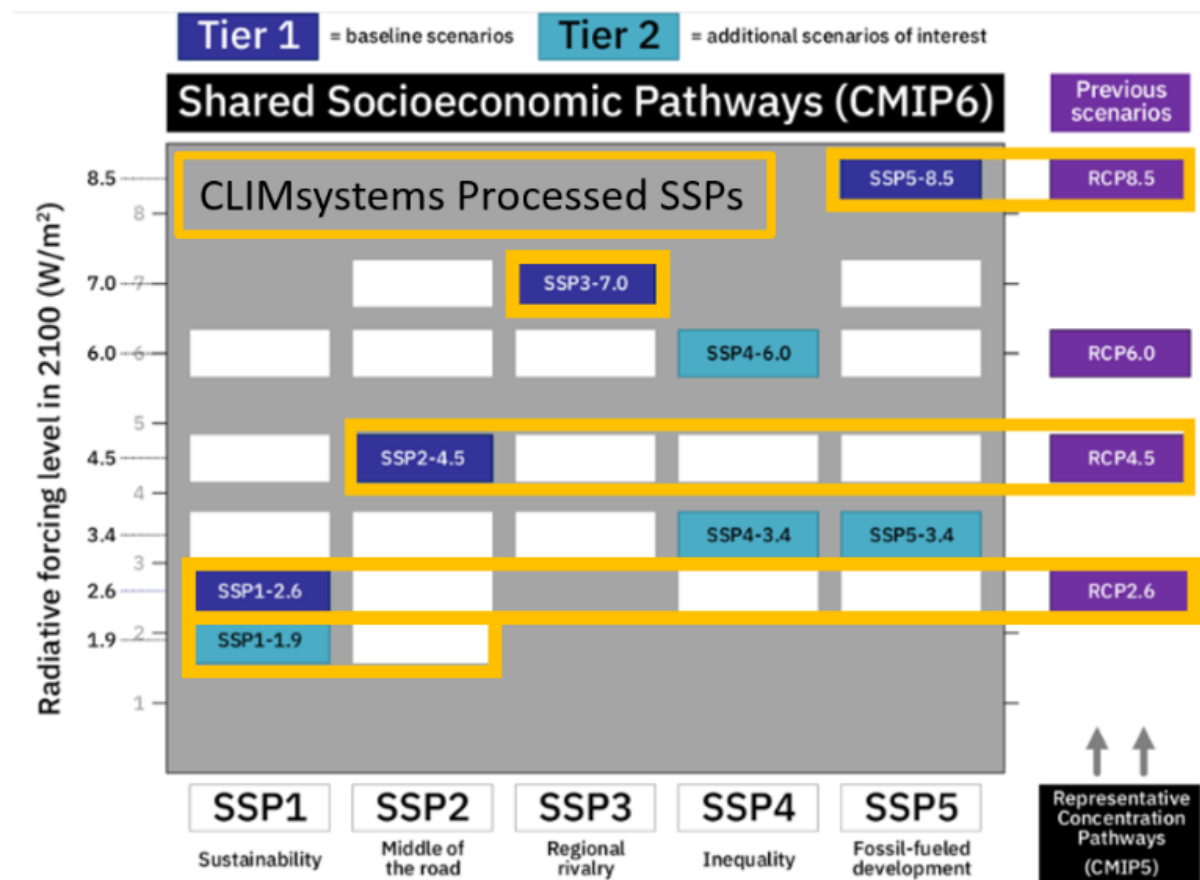 Tier 1 = baseline scenarios Tier 2 = additional scenarios of interest
Shared Socioeconomic Pathways (CMIP6)
Previous
scenarios
Radiative forcing level in 2100 (W/m²)
CLIMsystems Processed SSPs
8.5 SSP5-8.5 RCP8.5
8
7.0 7 SSP3-7.0
6.0 6 SSP4-6.0 RCP6.0
5
4.5 SSP2-4.5 RCP4.5
4
3.4 SSP4-3.4 SSP5-3.4
3
2.6 SSP1-2.6 RCP2.6
2
1.9 SSP1-1.9
1
SSP1 SSP2 SSP3 SSP4 SSP5
Sustainability
Middle of
the road
Regional
rivalry
Inequality
Fossil-fueled
development
Representative
Concentration
Pathways
(CMIP5)